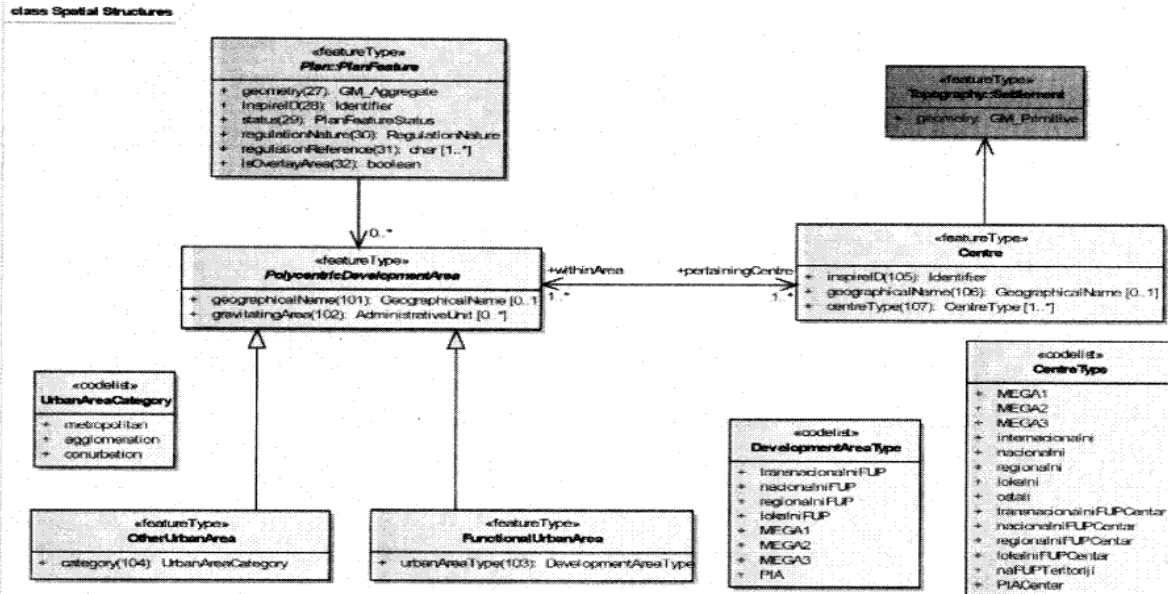 class Spatial Structures
«featureType»
Plan::PlanFeature
+ geometry(27): GM_Aggregate
+ InspireID(28): Identifier
+ status(29): PlanFeatureStatus
+ regulationNature(30): RegulationNature
+ regulationReference(31): char [1..*]
+ isOverlayArea(32): boolean
«featureType»
Topography::Settlement
+ geometry: GM_Primitive
0..*
«featureType»
PolycentricDevelopmentArea
+ geographicalName(101): GeographicalName [0..1]
+ gravitatingArea(102): AdministrativeUnit [0..*]
+withinArea
1..*
+pertainingCentre
1..*
«featureType»
Centre
+ inspireID(105): Identifier
+ geographicalName(106): GeographicalName [0..1]
+ centreType(107): CentreType [1..*]
«codelist»
UrbanAreaCategory
+ metropolitan
+ agglomeration
+ conurbation
«codelist»
DevelopmentAreaType
+ transnacionalniFUP
+ nacionalniFUP
+ regionalniFUP
+ lokalniFUP
+ MEGA1
+ MEGA2
+ MEGA3
+ PIA
«codelist»
CentreType
+ MEGA1
+ MEGA2
+ MEGA3
+ internacionalni
+ nacionalni
+ regionalni
+ lokalni
+ ostali
+ transnacionalniFUPCentar
+ nacionalniFUPCentar
+ regionalniFUPCentar
+ lokalniFUPCentar
+ naFUPTeritoriji
+ PIACentar
«featureType»
OtherUrbanArea
+ category(104): UrbanAreaCategory
«featureType»
FunctionalUrbanArea
+ urbanAreaType(103): DevelopmentAreaType